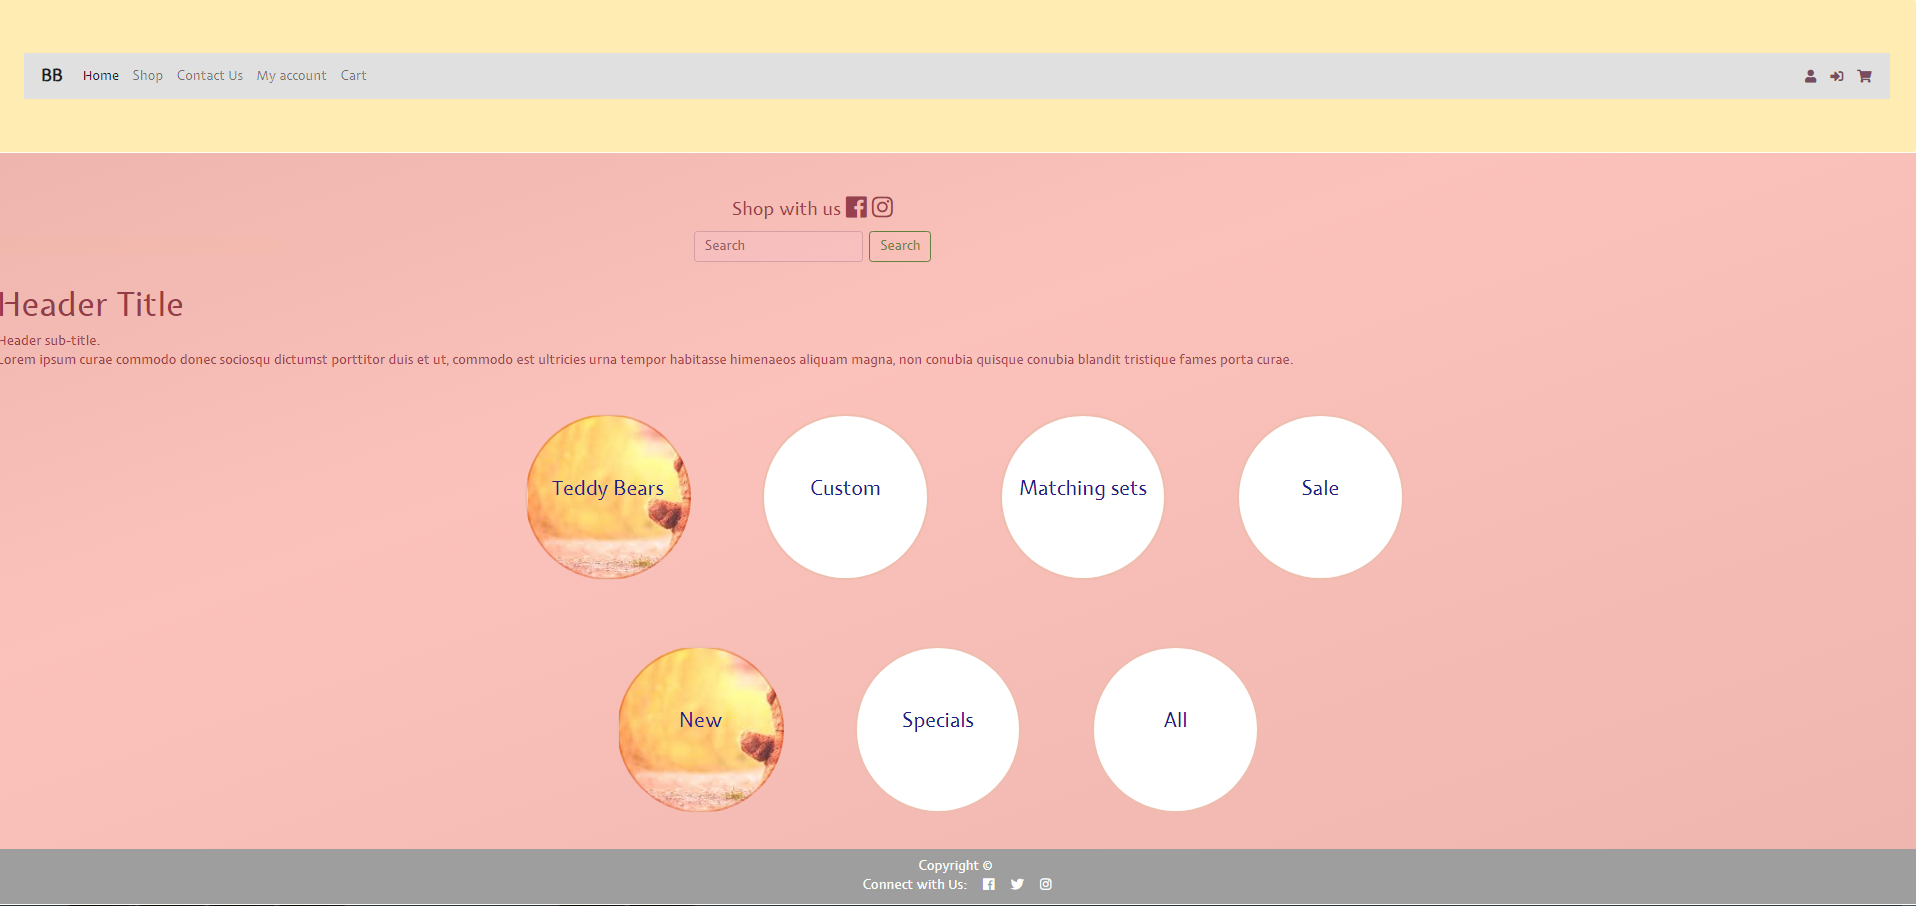 BB Home Shop Contact Us My account Cart
Shop with us
Search Search
Header Title
Header sub-title.
Lorem ipsum curae commodo donec sociosqu dictumst porttitor duis et ut, commodo est ultricies urna tempor habitasse himenaeos aliquam magna, non conubia quisque conubia blandit tristique fames porta curae.
Teddy Bears Custom Matching sets Sale
New Specials All
Copyright ©
Connect with Us: